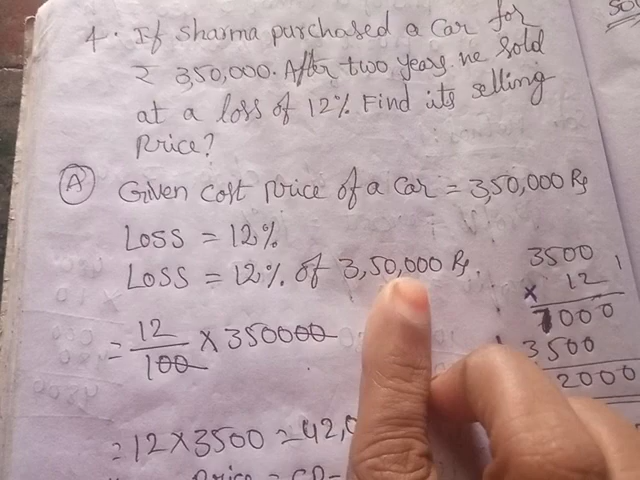 4. If Sharma purchased a car for
₹ 3,50,000. After two years he sold
at a loss of 12% Find its selling
Price?
(A) Given cost price of a car = 3,50,000 Rs
Loss = 12%
Loss = 12% of 3,50,000 Rs.
= 12/100 × 350000
= 12 × 3500 = 42,0
Price = CP-
3500
× 12
7000
3500
2000